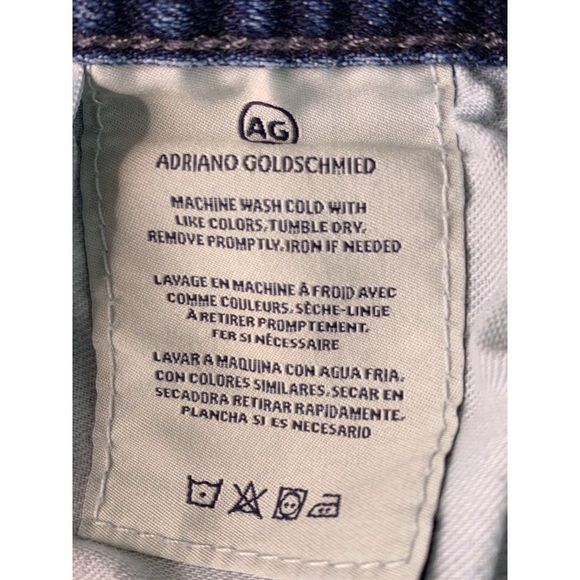 AG
ADRIANO GOLDSCHMIED
MACHINE WASH COLD WITH
LIKE COLORS, TUMBLE DRY,
REMOVE PROMPTLY, IRON IF NEEDED
LAVAGE EN MACHINE À FROID AVEC
COMME COULEURS. SÈCHE-LINGE
À RETIRER PROMPTEMENT.
FER SI NÉCESSAIRE
LAVAR A MAQUINA CON AGUA FRIA,
CON COLORES SIMILARES, SECAR EN
SECADORA RETIRAR RAPIDAMENTE.
PLANCHA SI ES NECESARIO